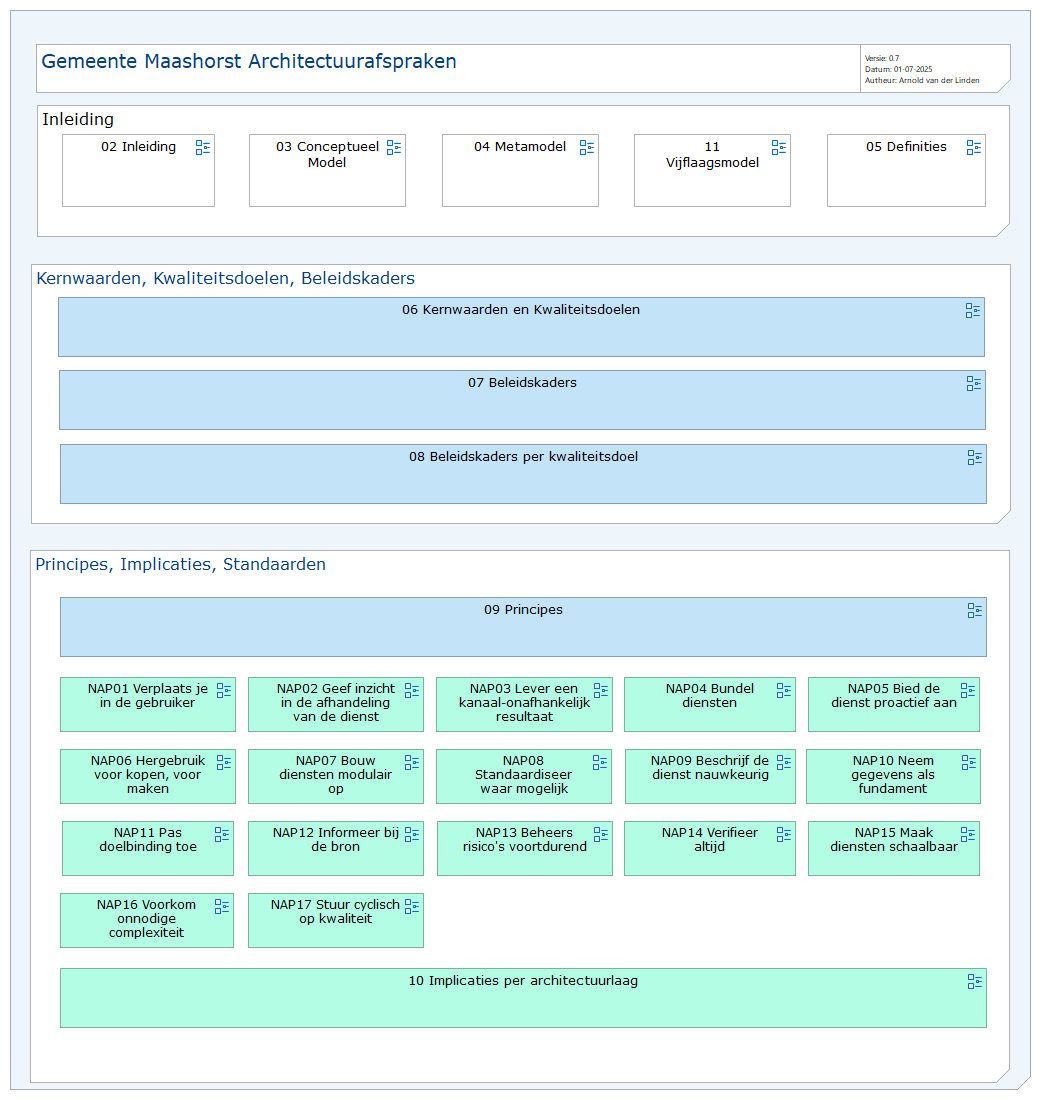 Gemeente Maashorst Architectuurafspraken
Versie: 0.7
Datum: 01-07-2025
Autheur: Arnold van der Linden
Inleiding
02 Inleiding
03 Conceptueel
Model
04 Metamodel
11
Vijflaagsmodel
05 Definities
Kernwaarden, Kwaliteitsdoelen, Beleidskaders
06 Kernwaarden en Kwaliteitsdoelen
07 Beleidskaders
08 Beleidskaders per kwaliteitsdoel
Principes, Implicaties, Standaarden
09 Principes
NAP01 Verplaats je
in de gebruiker
NAP02 Geef inzicht
in de afhandeling
van de dienst
NAP03 Lever een
kanaal-onafhankelijk
resultaat
NAP04 Bundel
diensten
NAP05 Bied de
dienst proactief aan
NAP06 Hergebruik
voor kopen, voor
maken
NAP07 Bouw
diensten modulair
op
NAP08
Standaardiseer
waar mogelijk
NAP09 Beschrijf de
dienst nauwkeurig
NAP10 Neem
gegevens als
fundament
NAP11 Pas
doelbinding toe
NAP12 Informeer bij
de bron
NAP13 Beheers
risico's voortdurend
NAP14 Verifieer
altijd
NAP15 Maak
diensten schaalbaar
NAP16 Voorkom
onnodige
complexiteit
NAP17 Stuur cyclisch
op kwaliteit
10 Implicaties per architectuurlaag